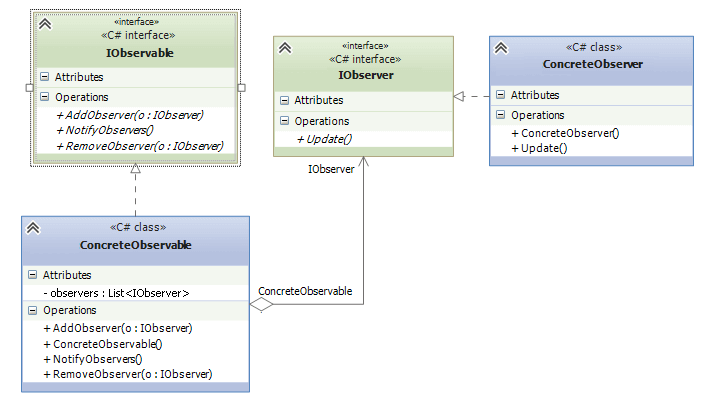 «interface»
«C# interface»
IObservable
Attributes
Operations
+ AddObserver(o : IObserver)
+ NotifyObservers()
+ RemoveObserver(o : IObserver)
«interface»
«C# interface»
IObserver
Attributes
Operations
+ Update()
«C# class»
ConcreteObserver
Attributes
Operations
+ ConcreteObserver()
+ Update()
IObserver
«C# class»
ConcreteObservable
Attributes
- observers : List<IObserver>
Operations
+ AddObserver(o : IObserver)
+ ConcreteObservable()
+ NotifyObservers()
+ RemoveObserver(o : IObserver)
ConcreteObservable